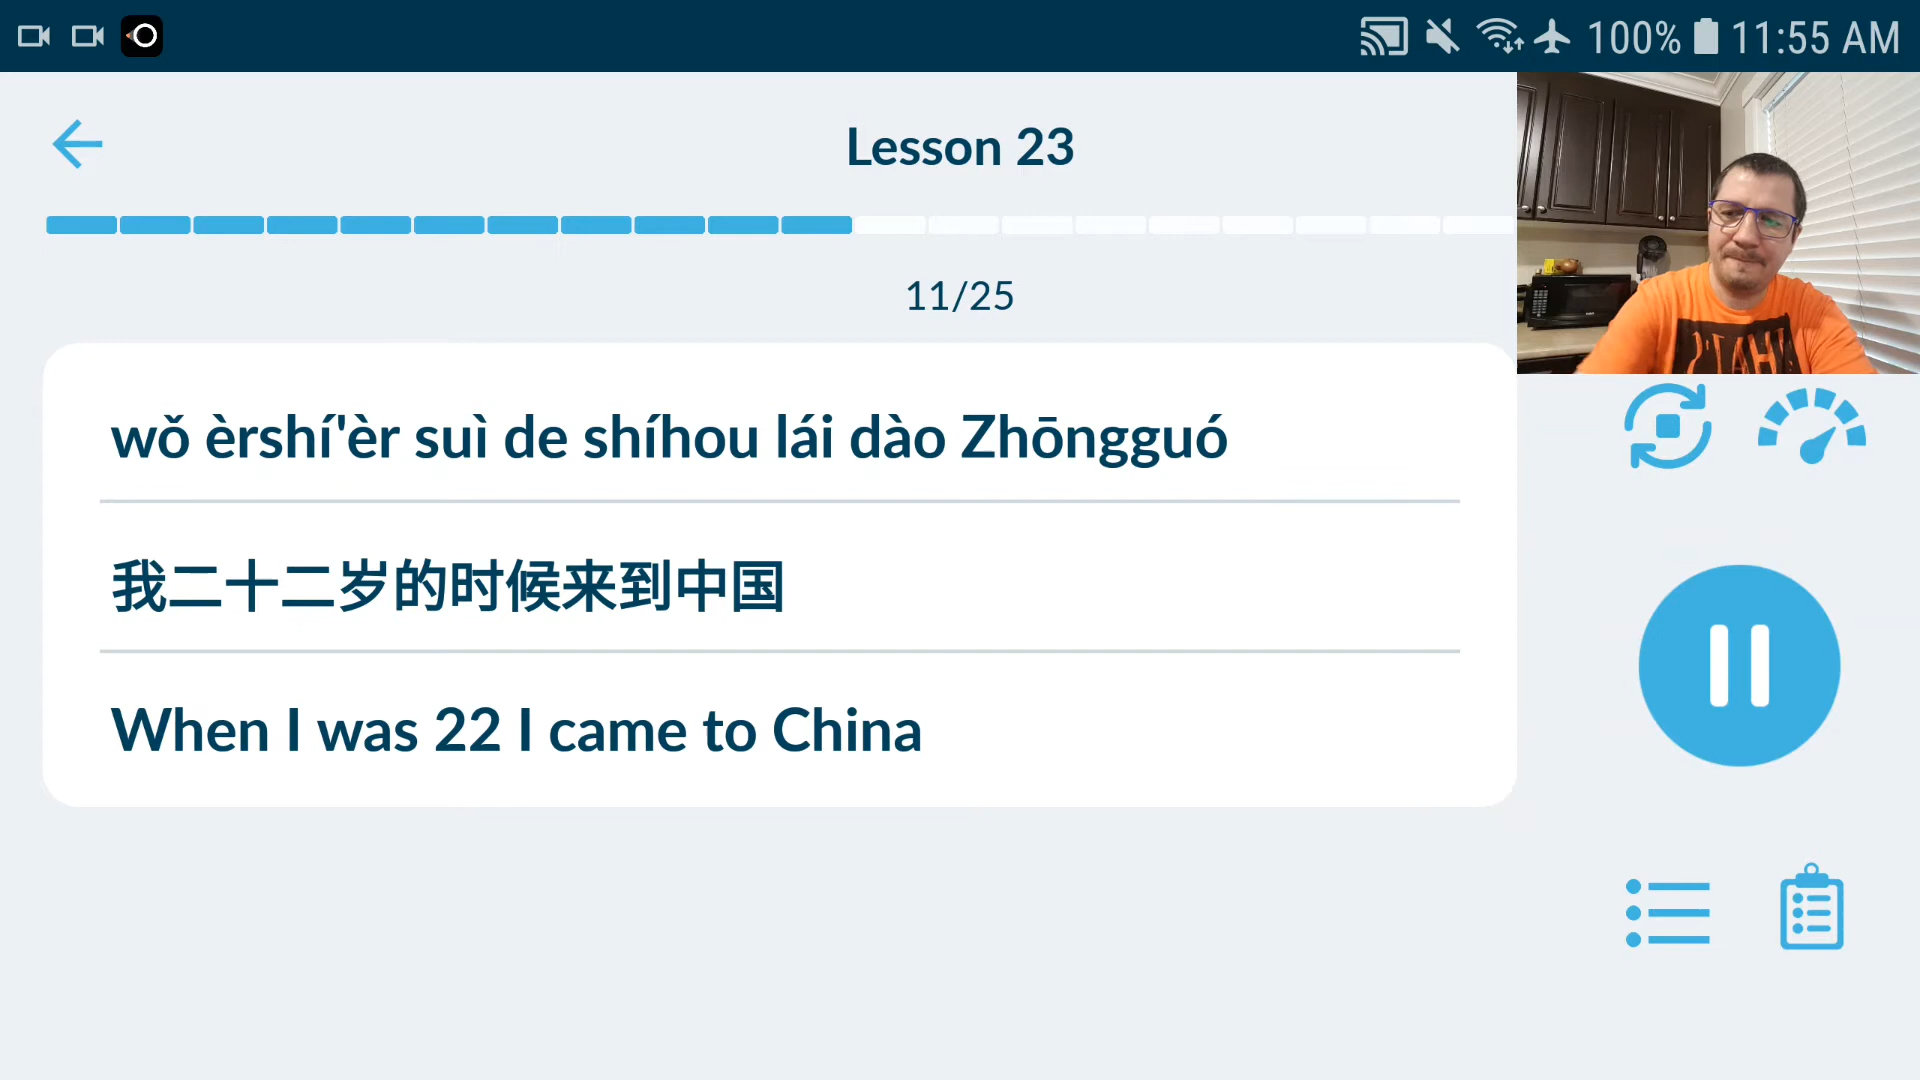 100% 11:55 AM
Lesson 23
11/25
wǒ èrshí'èr suì de shíhou lái dào Zhōngguó
我二十二岁的时候来到中国
When I was 22 I came to China